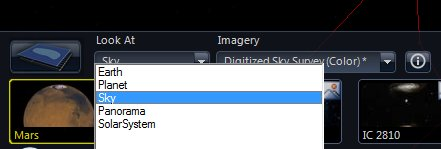 Look At Imagery
Sky Digitized Sky Survey (Color) *
Earth
Planet
Sky
Panorama
SolarSystem
Mars IC 2810